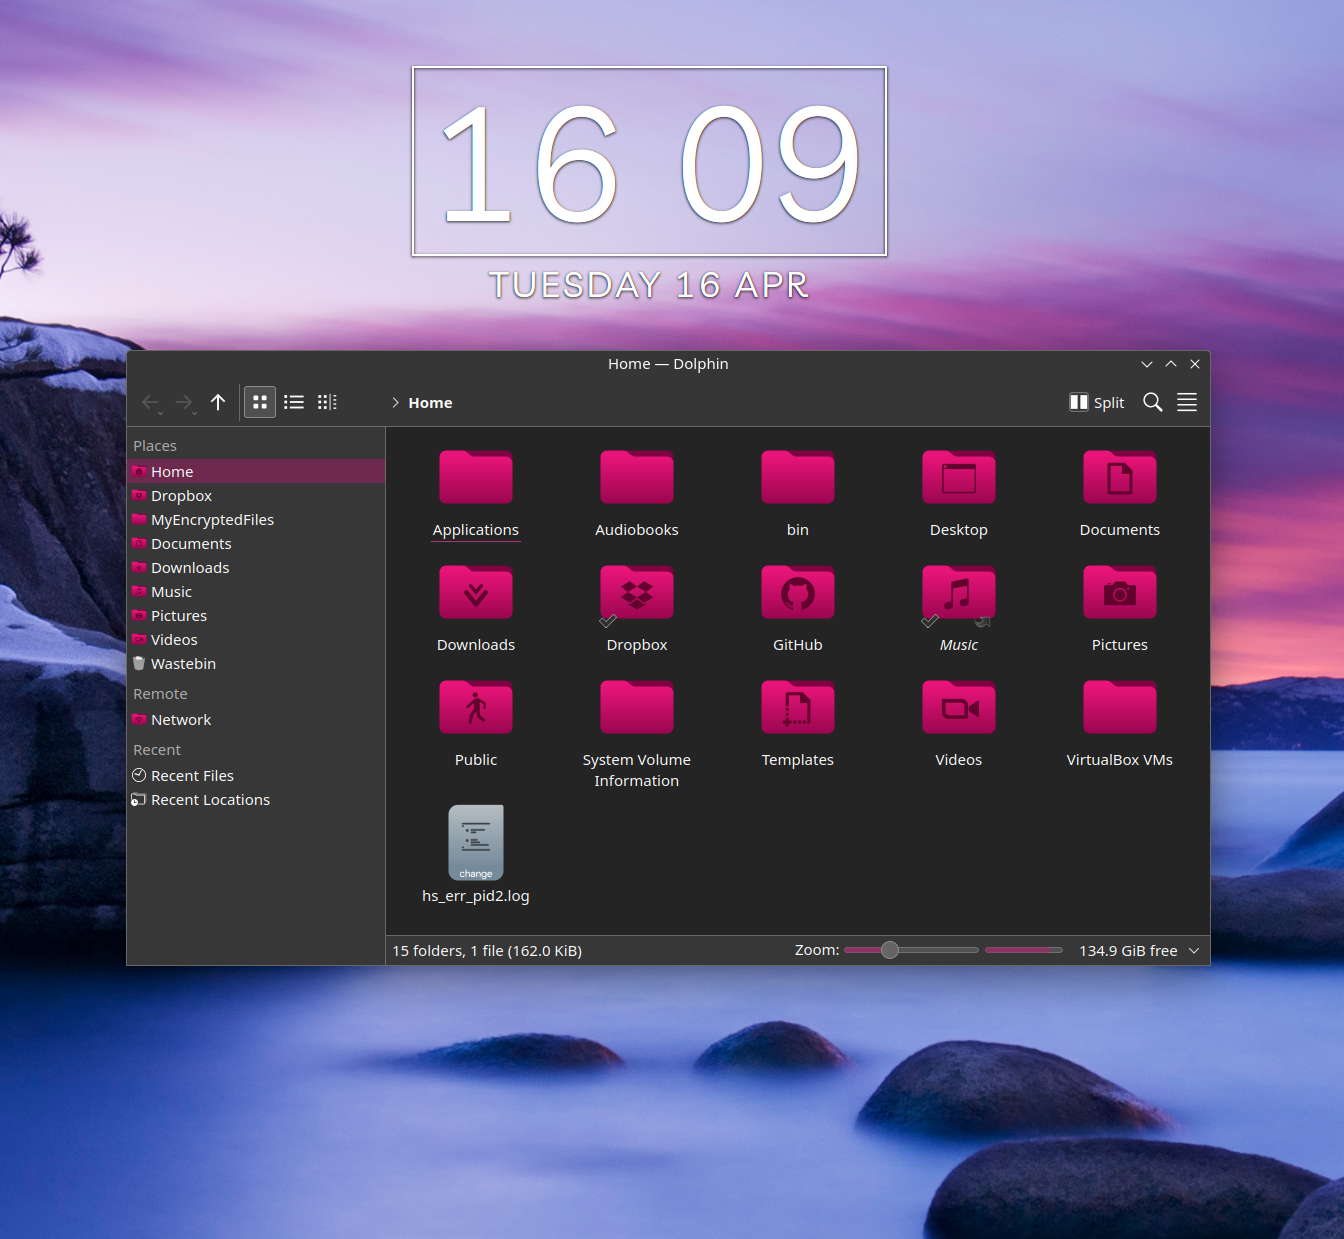 16 09
TUESDAY 16 APR
Home — Dolphin
Home
Split
Places
Home
Dropbox
MyEncryptedFiles
Documents
Downloads
Music
Pictures
Videos
Wastebin
Remote
Network
Recent
Recent Files
Recent Locations
Applications
Audiobooks
bin
Desktop
Documents
Downloads
Dropbox
GitHub
Music
Pictures
Public
System Volume
Information
Templates
Videos
VirtualBox VMs
change
hs_err_pid2.log
15 folders, 1 file (162.0 KiB)
Zoom:
134.9 GiB free